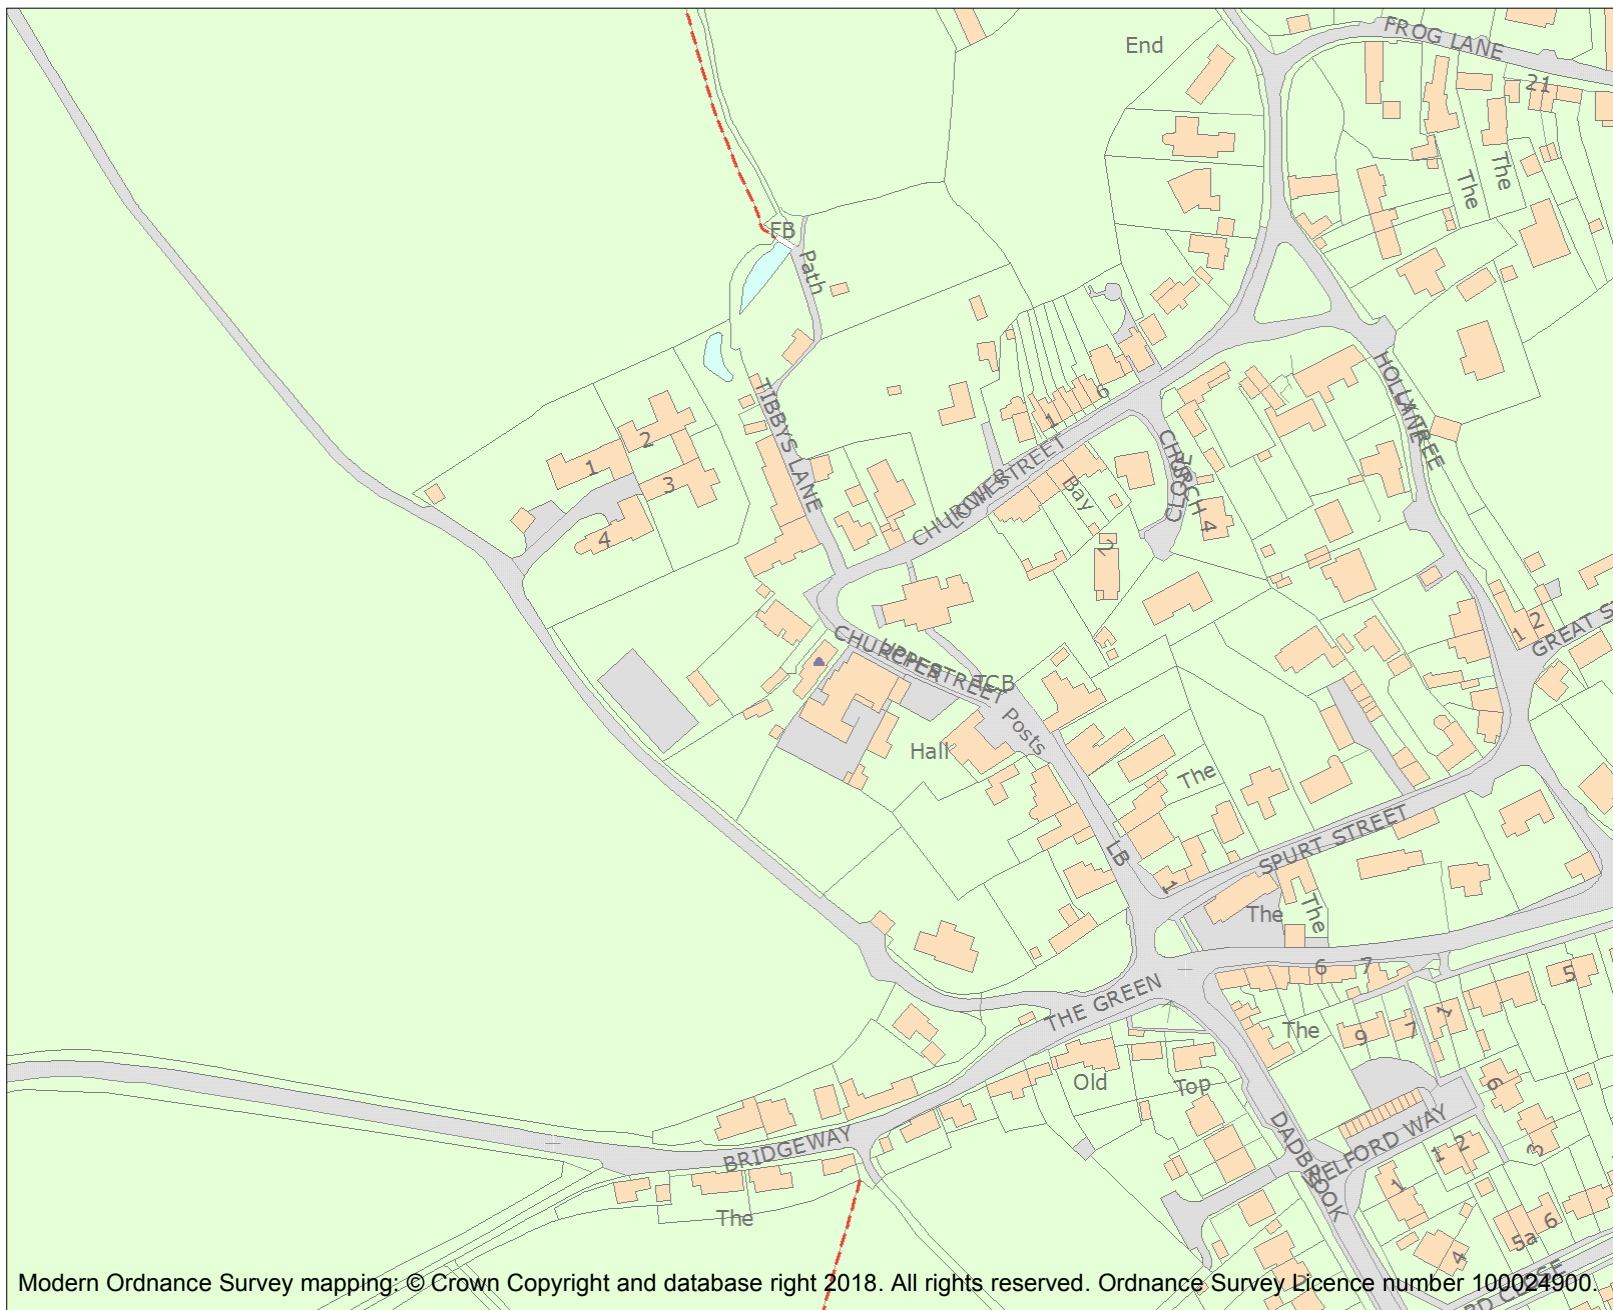 End
FROG LANE
21
The
The
FB
Path
TIBBYS LANE
HOLLY TREE
LANE
1
6
2
1
3
4
CHURCH
LOWER
STREET
Bay
CHURCH
CLOSE
4
2
1 2
GREAT S
CHURCH
UPPER
STREET
TCB
Posts
Hall
The
LB
1
SPURT STREET
The
The
6
7
5
THE GREEN
The
9
7
1
6
Old
Top
DADBROOK
WELFORD WAY
1
2
3
1
BRIDGEWAY
The
4
5a
6
RD CLOSE
Modern Ordnance Survey mapping: © Crown Copyright and database right 2018. All rights reserved. Ordnance Survey Licence number 100024900.